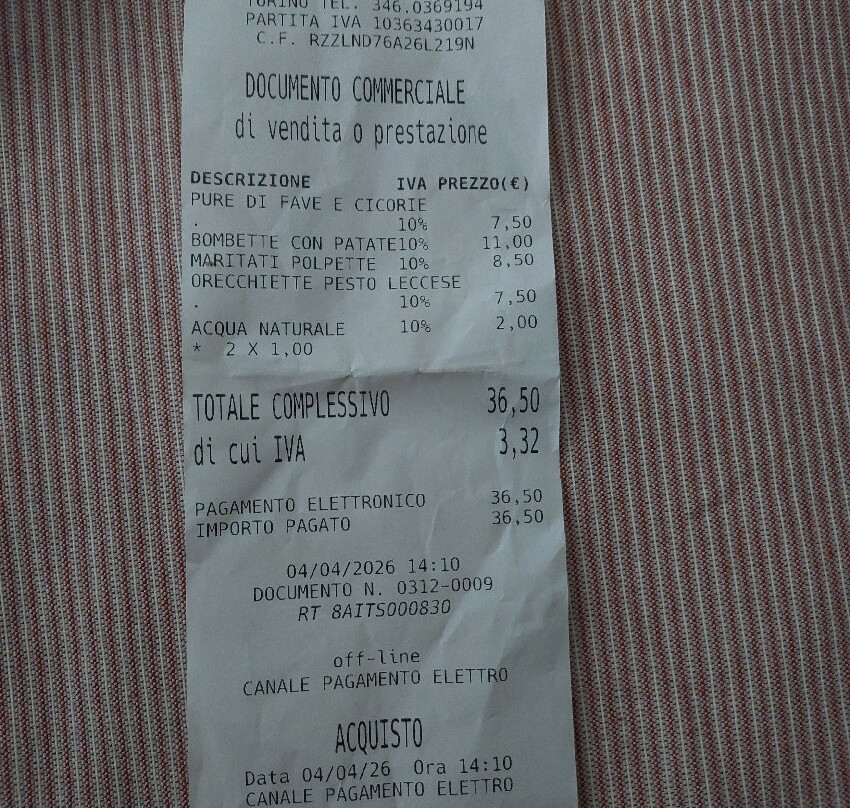 TORINO TEL. 346.0369194
PARTITA IVA 10363430017
C.F. RZZLND76A26L219N
DOCUMENTO COMMERCIALE
di vendita o prestazione
DESCRIZIONE IVA PREZZO(€)
PURE DI FAVE E CICORIE
. 10% 7,50
BOMBETTE CON PATATE10% 11,00
MARITATI POLPETTE 10% 8,50
ORECCHIETTE PESTO LECCESE
. 10% 7,50
ACQUA NATURALE 10% 2,00
* 2 X 1,00
TOTALE COMPLESSIVO 36,50
di cui IVA 3,32
PAGAMENTO ELETTRONICO 36,50
IMPORTO PAGATO 36,50
04/04/2026 14:10
DOCUMENTO N. 0312-0009
RT 8AITS000830
off-line
CANALE PAGAMENTO ELETTRO
ACQUISTO
Data 04/04/26 Ora 14:10
CANALE PAGAMENTO ELETTRO